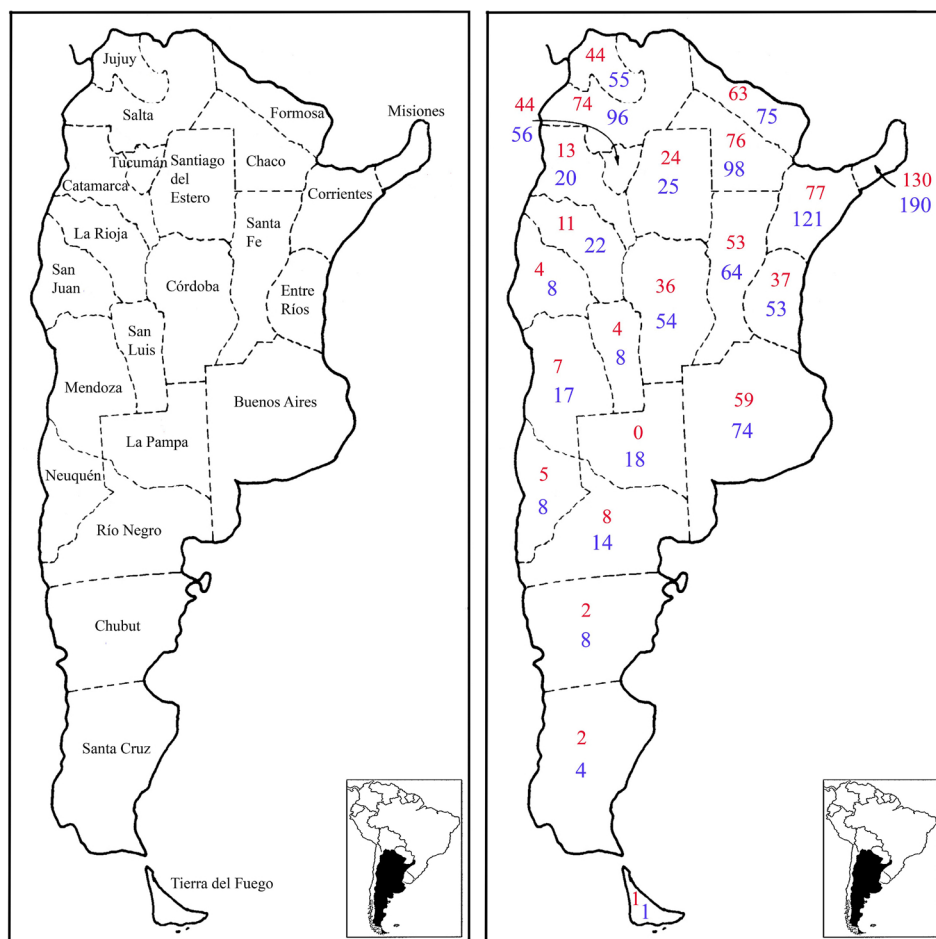 Jujuy
Salta
Formosa
Misiones
Tucumán
Santiago
del
Estero
Chaco
Catamarca
Corrientes
La Rioja
Santa
Fe
San
Juan
Córdoba
Entre
Ríos
San
Luis
Mendoza
Buenos Aires
La Pampa
Neuquén
Río Negro
Chubut
Santa Cruz
Tierra del Fuego
44
55
44
74
63
56
96
75
13
24
76
20
25
98
130
190
77
121
11
22
53
64
4
8
36
54
37
53
4
8
7
17
59
74
0
18
5
8
8
14
2
8
2
4
1
1